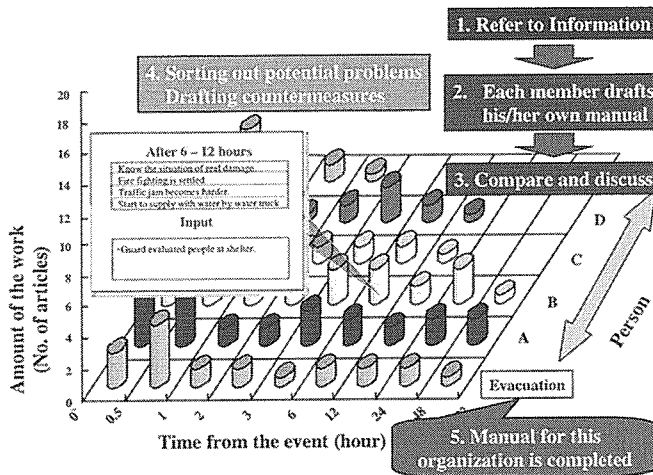 1. Refer to Information
4. Sorting out potential problems
Drafting countermeasures
2. Each member drafts
his/her own manual
3. Compare and discuss
After 6 – 12 hours
Know the situation of real damage.
Fire fighting is settled.
Traffic jam becomes harder.
Start to supply with water by water truck
Input
・Guard evaluated people at shelter.
20
18
16
14
12
10
8
6
4
2
0
Amount of the work
(No. of articles)
D
C
B
A
Person
Evacuation
0
0.5
1
2
3
6
12
24
48
Time from the event (hour)
5. Manual for this
organization is completed